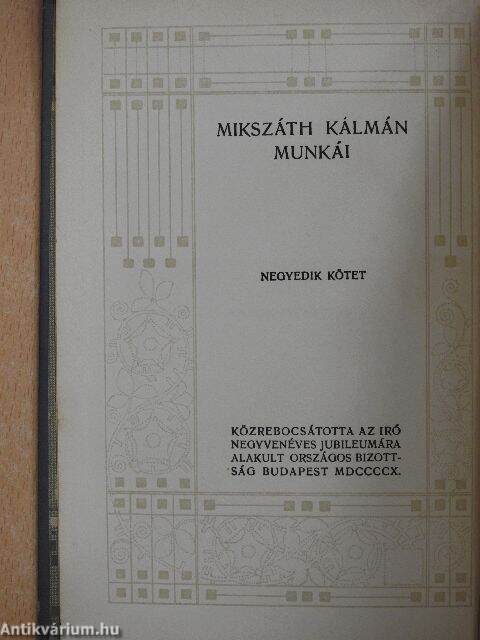 MIKSZÁTH KÁLMÁN
MUNKÁI
NEGYEDIK KÖTET
KÖZREBOCSÁTOTTA AZ IRÓ
NEGYVENÉVES JUBILEUMÁRA
ALAKULT ORSZÁGOS BIZOTT-
SÁG BUDAPEST MDCCCCX.
Antikvárium.hu